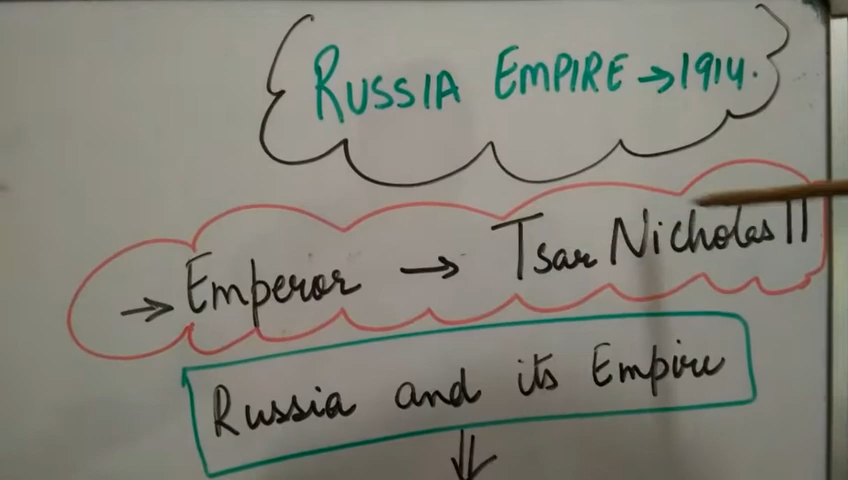 RUSSIA EMPIRE → 1914.
→ Emperor → Tsar Nicholas II
Russia and its Empire